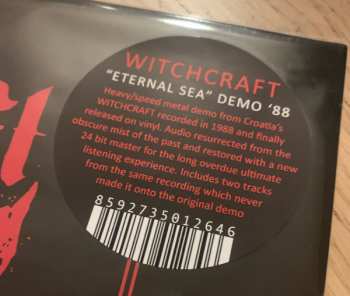 WITCHCRAFT
"ETERNAL SEA" DEMO '88
Heavy/speed metal demo from Croatia's
WITCHCRAFT recorded in 1988 and finally
released on vinyl. Audio resurrected from the
obscure mist of the past and restored with a new
24 bit master for the long overdue ultimate
listening experience. Includes two tracks
from the same recording which never
made it onto the original demo
8592735012646